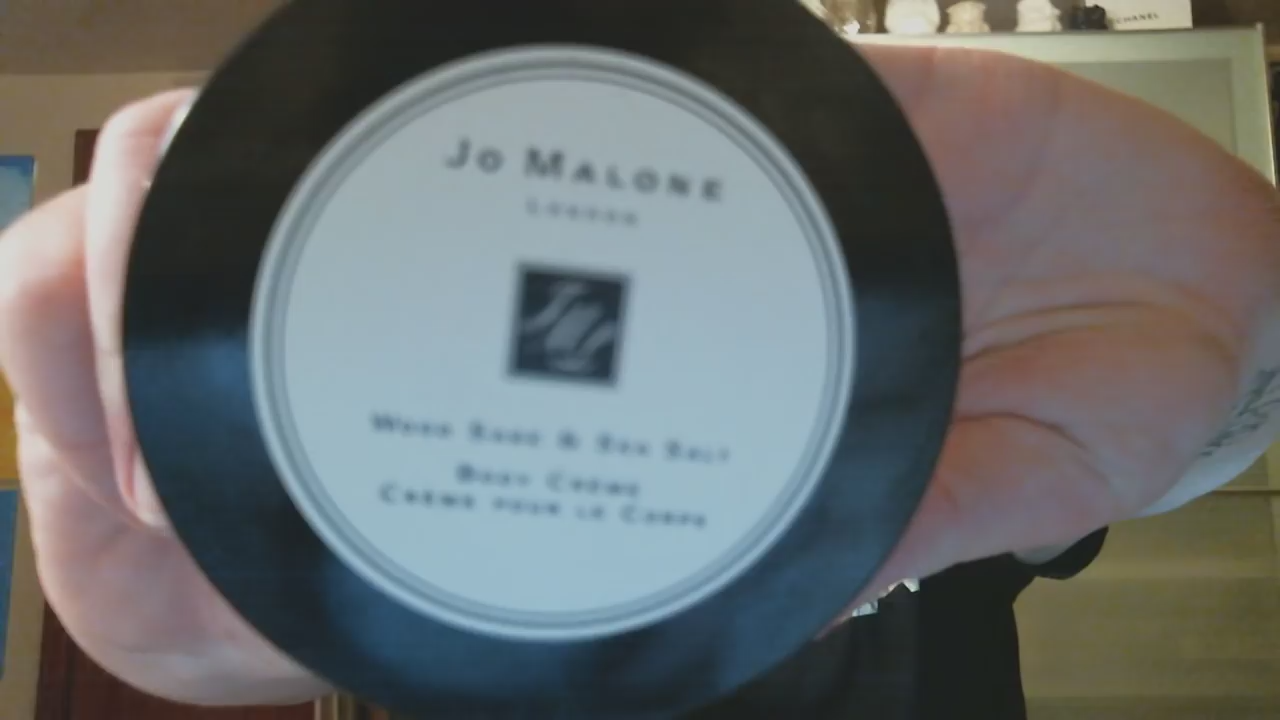 CHANEL
Jo Malone
London
Wood Sage & Sea Salt
Body Crème
Crème pour le Corps